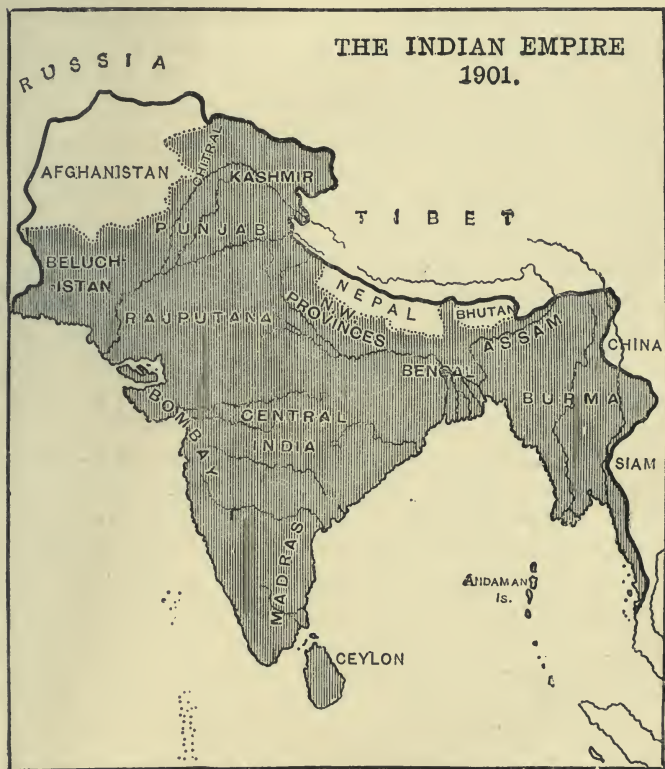 THE INDIAN EMPIRE
1901.
RUSSIA
AFGHANISTAN
CHITRAL
KASHMIR
PUNJAB
TIBET
BELUCH-
ISTAN
RAJPUTANA
N.W.
PROVINCES
NEPAL
BHUTAN
ASSAM
CHINA
BENGAL
BURMA
BOMBAY
CENTRAL
INDIA
SIAM
MADRAS
ANDAMAN
Is.
CEYLON